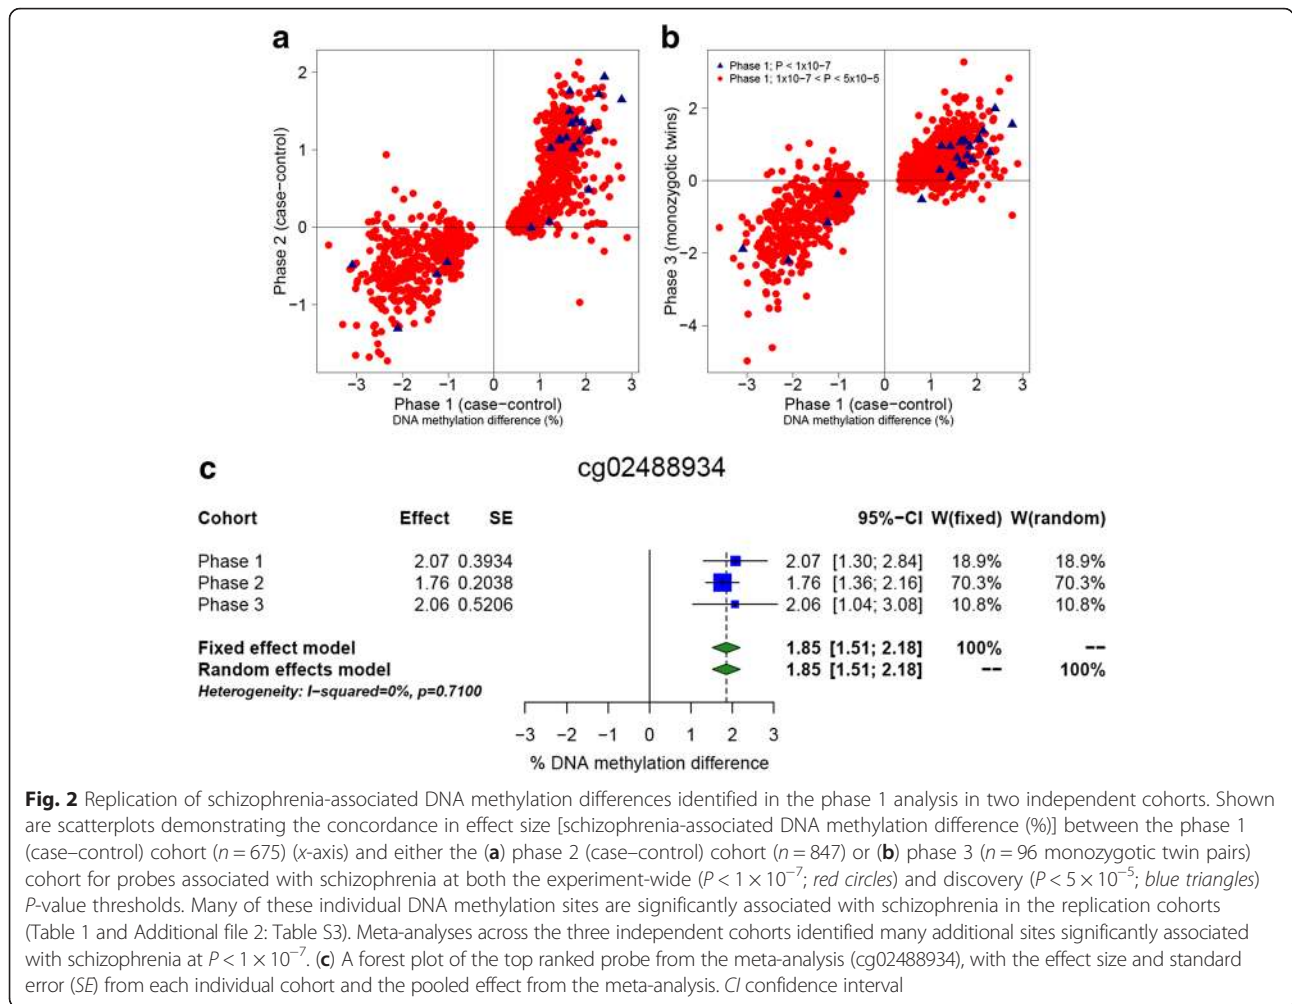 a
b
2
1
0
−1
Phase 2 (case−control)
−3 −2 −1 0 1 2 3
Phase 1 (case−control)
DNA methylation difference (%)
Phase 1; P < 1x10−7
Phase 1; 1x10−7 < P < 5x10−5
2
0
−2
−4
Phase 3 (monozygotic twins)
−3 −2 −1 0 1 2 3
Phase 1 (case−control)
DNA methylation difference (%)
c
cg02488934
Cohort Effect SE 95%−CI W(fixed) W(random)
Phase 1 2.07 0.3934 2.07 [1.30; 2.84] 18.9% 18.9%
Phase 2 1.76 0.2038 1.76 [1.36; 2.16] 70.3% 70.3%
Phase 3 2.06 0.5206 2.06 [1.04; 3.08] 10.8% 10.8%
Fixed effect model 1.85 [1.51; 2.18] 100% −−
Random effects model 1.85 [1.51; 2.18] −− 100%
Heterogeneity: I−squared=0%, p=0.7100
−3 −2 −1 0 1 2 3
% DNA methylation difference
Fig. 2 Replication of schizophrenia-associated DNA methylation differences identified in the phase 1 analysis in two independent cohorts. Shown
are scatterplots demonstrating the concordance in effect size [schizophrenia-associated DNA methylation difference (%)] between the phase 1
(case–control) cohort (n = 675) (x-axis) and either the (a) phase 2 (case–control) cohort (n = 847) or (b) phase 3 (n = 96 monozygotic twin pairs)
cohort for probes associated with schizophrenia at both the experiment-wide (P < 1 × 10⁻⁷; red circles) and discovery (P < 5 × 10⁻⁵; blue triangles)
P-value thresholds. Many of these individual DNA methylation sites are significantly associated with schizophrenia in the replication cohorts
(Table 1 and Additional file 2: Table S3). Meta-analyses across the three independent cohorts identified many additional sites significantly associated
with schizophrenia at P < 1 × 10⁻⁷. (c) A forest plot of the top ranked probe from the meta-analysis (cg02488934), with the effect size and standard
error (SE) from each individual cohort and the pooled effect from the meta-analysis. CI confidence interval